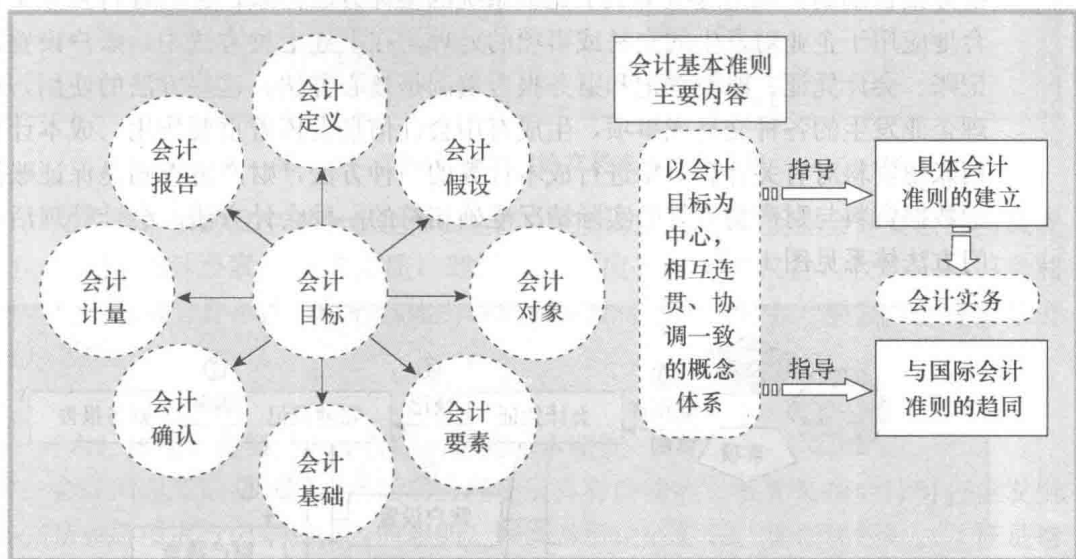 会计
定义
会计
假设
会计
对象
会计
要素
会计
基础
会计
确认
会计
计量
会计
报告
会计
目标
会计基本准则
主要内容
以会计
目标为
中心，
相互连
贯、协
调一致
的概念
体系
指导
具体会计
准则的建立
会计实务
指导
与国际会计
准则的趋同